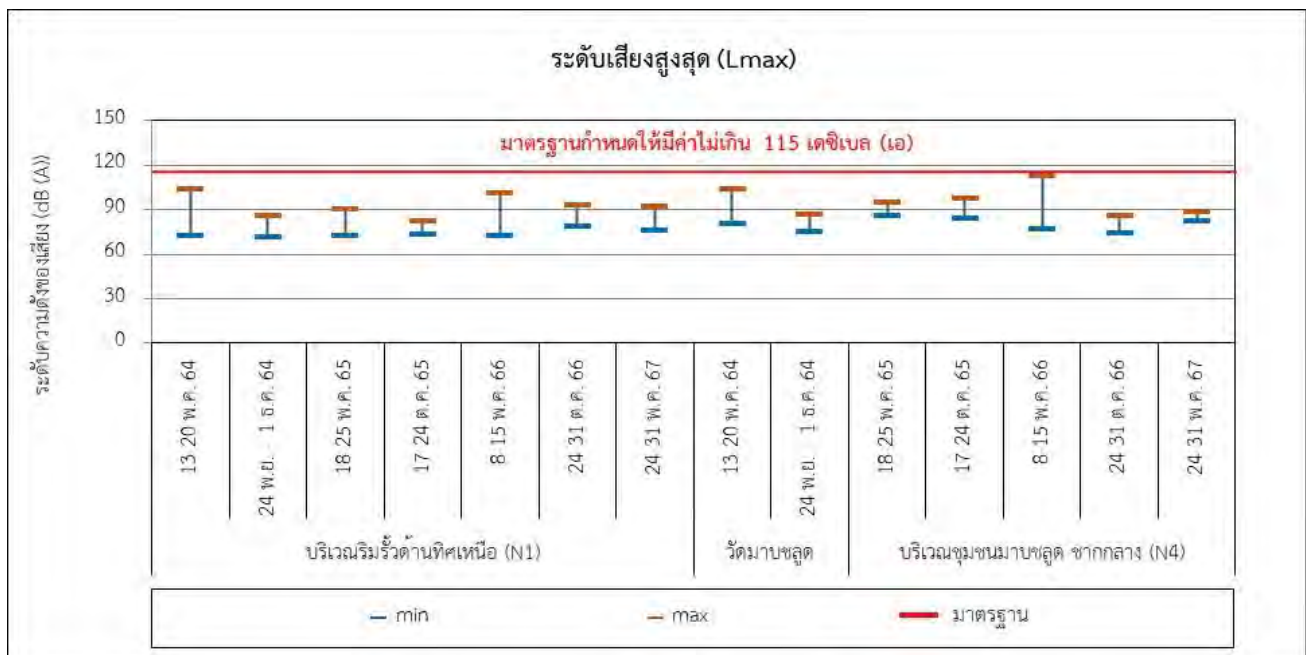 ระดับเสียงสูงสุด (Lmax)
มาตรฐานกำหนดให้มีค่าไม่เกิน 115 เดซิเบล (เอ)
ระดับความดังของเสียง (dB (A))
150
120
90
60
30
0
13-20 พ.ค. 64
24 พ.ย. 1 ธ.ค. 64
18-25 พ.ค. 65
17-24 ต.ค. 65
8-15 พ.ค. 66
24-31 ต.ค. 66
24-31 พ.ค. 67
13-20 พ.ค. 64
24 พ.ย. 1 ธ.ค. 64
18-25 พ.ค. 65
17-24 ต.ค. 65
8-15 พ.ค. 66
24-31 ต.ค. 66
24-31 พ.ค. 67
บริเวณริมรั้วด้านทิศเหนือ (N1)
วัดมาบชลูด
บริเวณชุมชนมาบชลูด ชากกลาง (N4)
min
max
มาตรฐาน